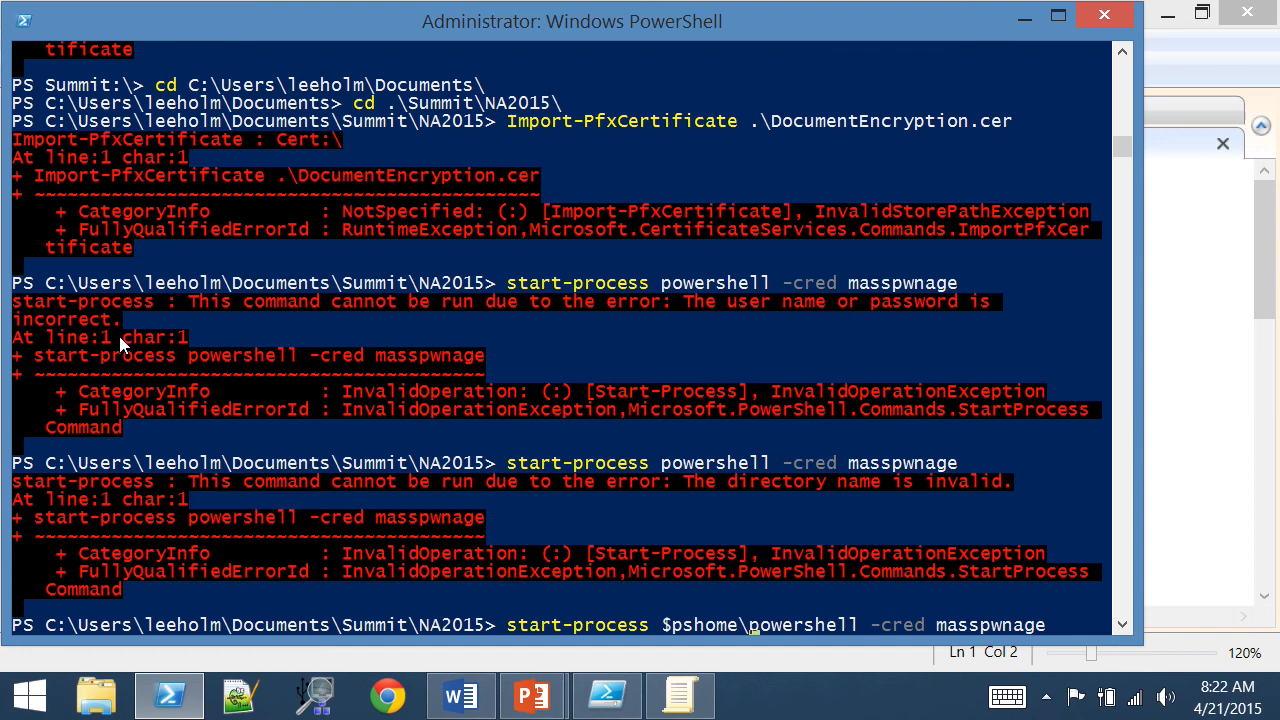 Administrator: Windows PowerShell
tificate
PS Summit:\> cd C:\Users\leeholm\Documents\
PS C:\Users\leeholm\Documents> cd .\Summit\NA2015\
PS C:\Users\leeholm\Documents\Summit\NA2015> Import-PfxCertificate .\DocumentEncryption.cer
Import-PfxCertificate : Cert:\
At line:1 char:1
+ Import-PfxCertificate .\DocumentEncryption.cer
+ ~~~~~~~~~~~~~~~~~~~~~~~~~~~~~~~~~~~~~~~~~~~~~~
    + CategoryInfo          : NotSpecified: (:) [Import-PfxCertificate], InvalidStorePathException
    + FullyQualifiedErrorId : RuntimeException,Microsoft.CertificateServices.Commands.ImportPfxCer
   tificate
PS C:\Users\leeholm\Documents\Summit\NA2015> start-process powershell -cred masspwnage
start-process : This command cannot be run due to the error: The user name or password is
incorrect.
At line:1 char:1
+ start-process powershell -cred masspwnage
+ ~~~~~~~~~~~~~~~~~~~~~~~~~~~~~~~~~~~~~~~~~
    + CategoryInfo          : InvalidOperation: (:) [Start-Process], InvalidOperationException
    + FullyQualifiedErrorId : InvalidOperationException,Microsoft.PowerShell.Commands.StartProcess
   Command
PS C:\Users\leeholm\Documents\Summit\NA2015> start-process powershell -cred masspwnage
start-process : This command cannot be run due to the error: The directory name is invalid.
At line:1 char:1
+ start-process powershell -cred masspwnage
+ ~~~~~~~~~~~~~~~~~~~~~~~~~~~~~~~~~~~~~~~~~
    + CategoryInfo          : InvalidOperation: (:) [Start-Process], InvalidOperationException
    + FullyQualifiedErrorId : InvalidOperationException,Microsoft.PowerShell.Commands.StartProcess
   Command
PS C:\Users\leeholm\Documents\Summit\NA2015> start-process $pshome\powershell -cred masspwnage
Ln 1 Col 2
120%
8:22 AM
4/21/2015